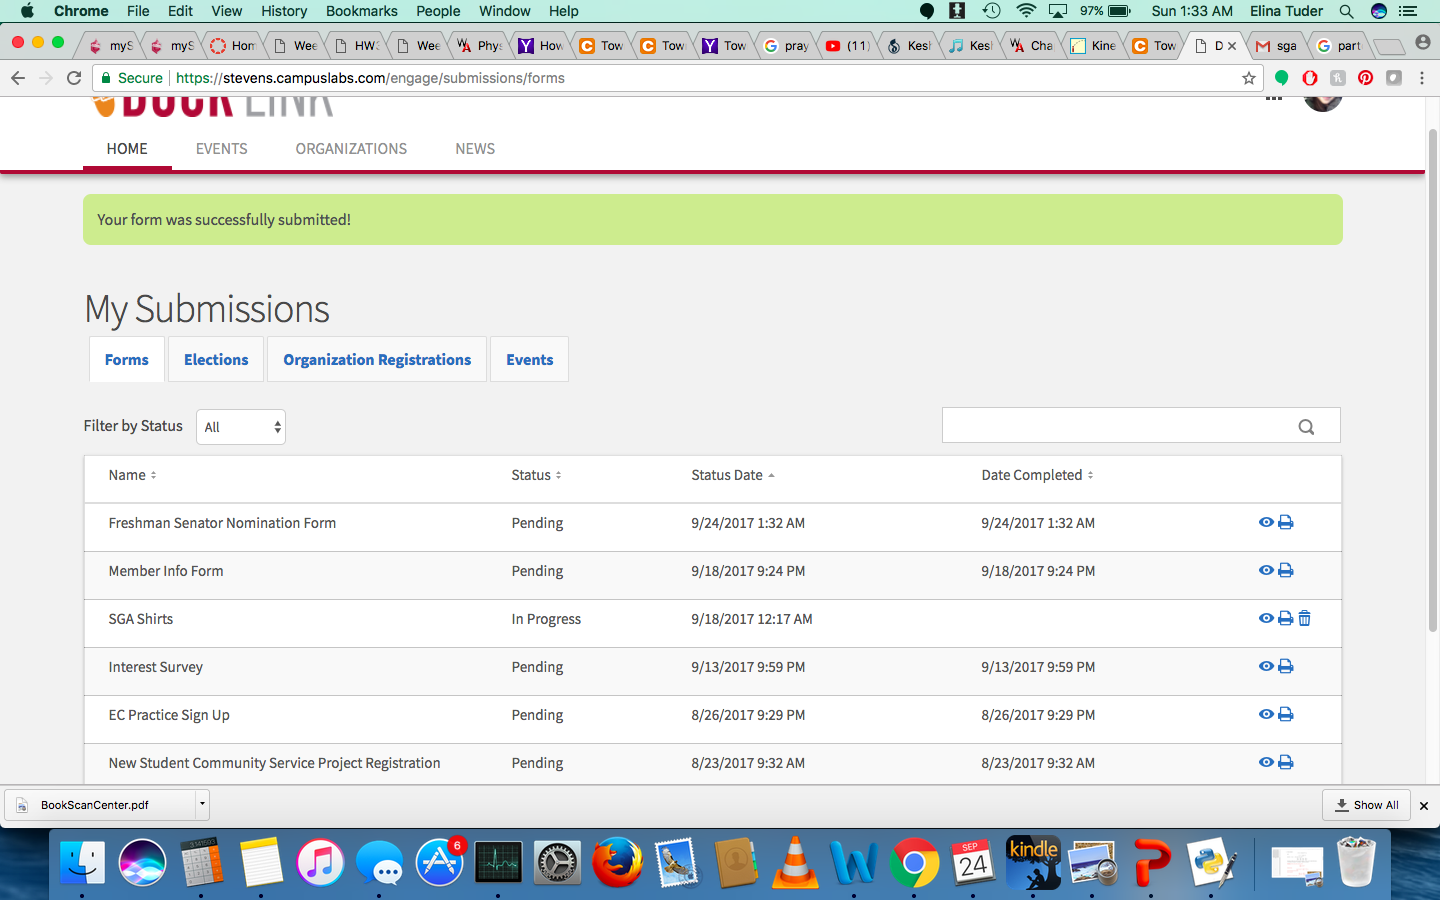 Chrome File Edit View History Bookmarks People Window Help 97% Sun 1:33 AM Elina Tuder
myS myS Hom Wee HW3 Wee Phys How Tow Tow Tow pray (11) Kesh Kesh Cha Kine Tow D sga part
Secure https://stevens.campuslabs.com/engage/submissions/forms
DUCK LINK
HOME EVENTS ORGANIZATIONS NEWS
Your form was successfully submitted!
My Submissions
Forms Elections Organization Registrations Events
Filter by Status All
Name Status Status Date Date Completed
Freshman Senator Nomination Form Pending 9/24/2017 1:32 AM 9/24/2017 1:32 AM
Member Info Form Pending 9/18/2017 9:24 PM 9/18/2017 9:24 PM
SGA Shirts In Progress 9/18/2017 12:17 AM
Interest Survey Pending 9/13/2017 9:59 PM 9/13/2017 9:59 PM
EC Practice Sign Up Pending 8/26/2017 9:29 PM 8/26/2017 9:29 PM
New Student Community Service Project Registration Pending 8/23/2017 9:32 AM 8/23/2017 9:32 AM
BookScanCenter.pdf Show All
6
SEP
24
kindle